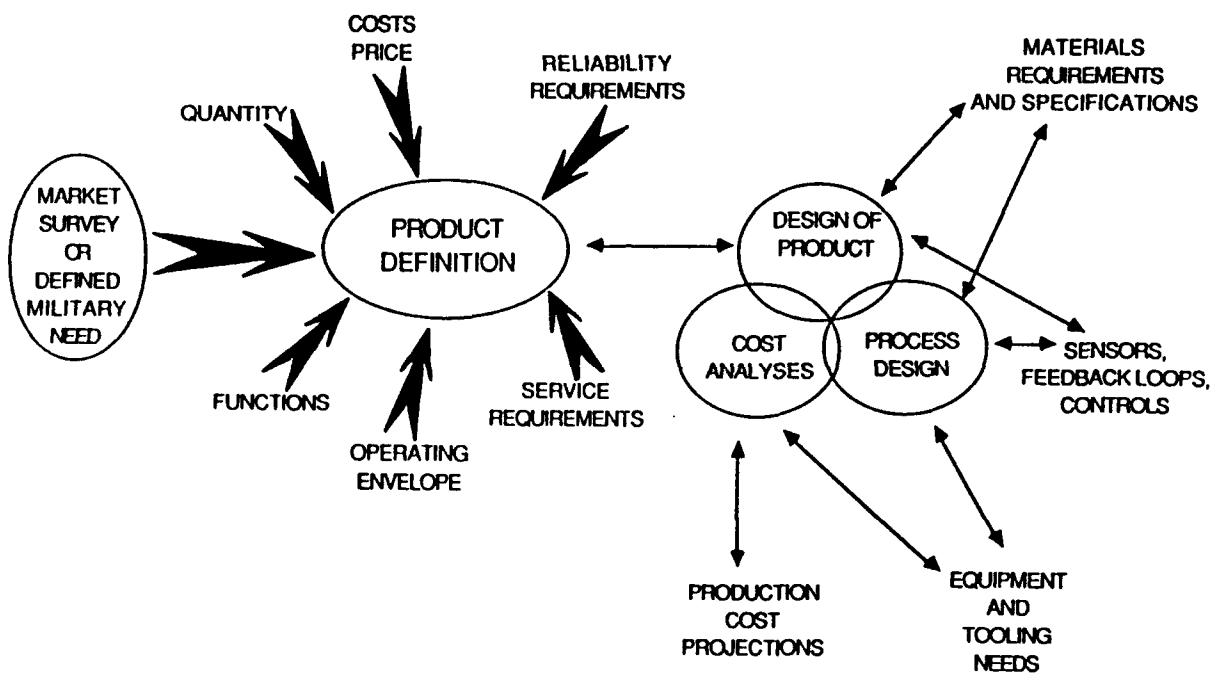 COSTS
PRICE
RELIABILITY
REQUIREMENTS
QUANTITY
MATERIALS
REQUIREMENTS
AND SPECIFICATIONS
MARKET
SURVEY
OR
DEFINED
MILITARY
NEED
PRODUCT
DEFINITION
DESIGN OF
PRODUCT
COST
ANALYSES
PROCESS
DESIGN
SENSORS,
FEEDBACK LOOPS,
CONTROLS
FUNCTIONS
OPERATING
ENVELOPE
SERVICE
REQUIREMENTS
PRODUCTION
COST
PROJECTIONS
EQUIPMENT
AND
TOOLING
NEEDS